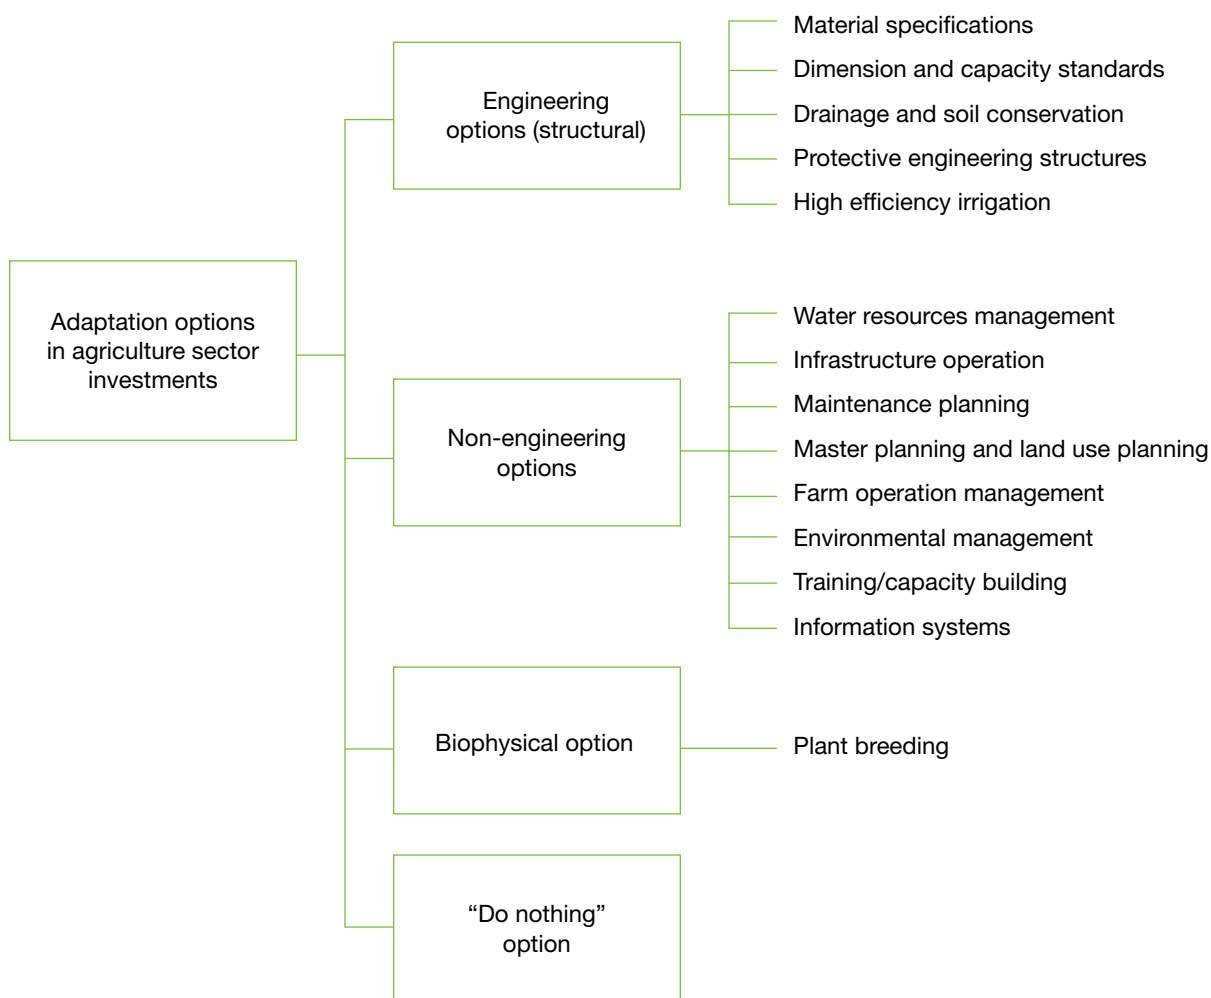 Adaptation options
in agriculture sector
investments
Engineering
options (structural)
Material specifications
Dimension and capacity standards
Drainage and soil conservation
Protective engineering structures
High efficiency irrigation
Non-engineering
options
Water resources management
Infrastructure operation
Maintenance planning
Master planning and land use planning
Farm operation management
Environmental management
Training/capacity building
Information systems
Biophysical option
Plant breeding
“Do nothing”
option